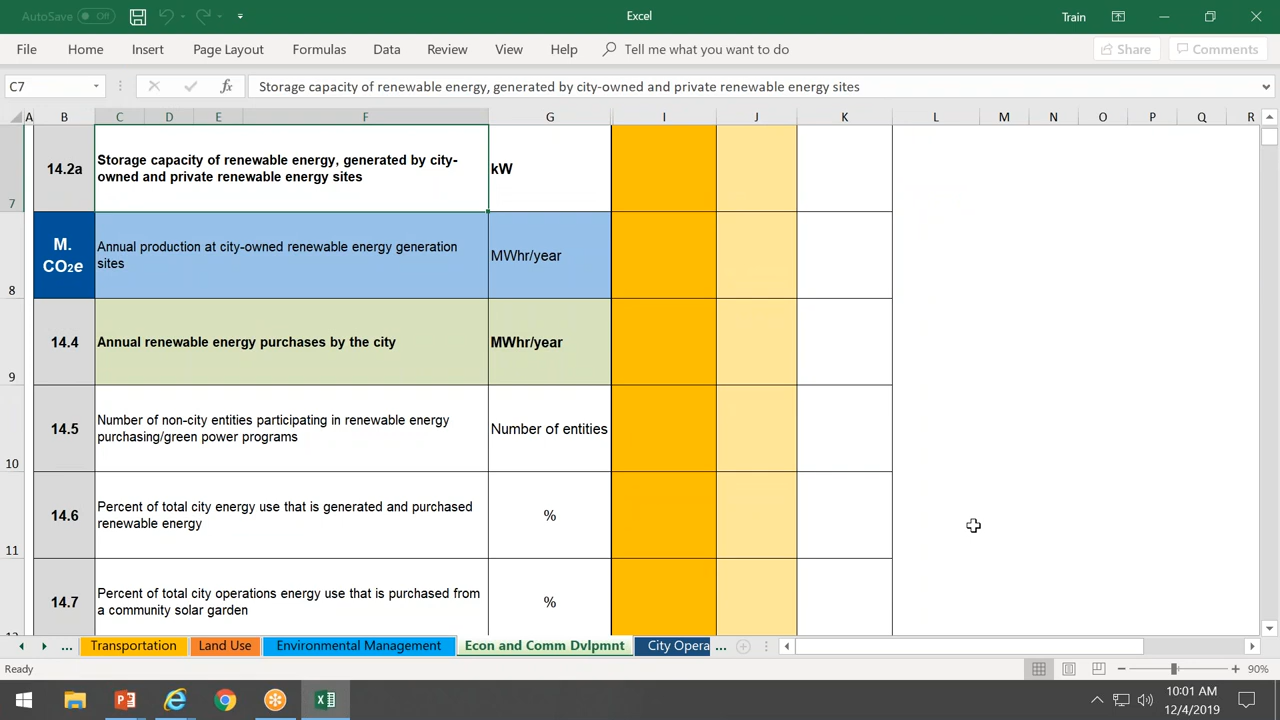 AutoSave Off
Excel
Train
File Home Insert Page Layout Formulas Data Review View Help Tell me what you want to do Share Comments
C7 fx Storage capacity of renewable energy, generated by city-owned and private renewable energy sites
A B C D E F G I J K L M N O P Q R
7
14.2a
Storage capacity of renewable energy, generated by city-
owned and private renewable energy sites
kW
8
M.
CO2e
Annual production at city-owned renewable energy generation
sites
MWhr/year
9
14.4
Annual renewable energy purchases by the city
MWhr/year
10
14.5
Number of non-city entities participating in renewable energy
purchasing/green power programs
Number of entities
11
14.6
Percent of total city energy use that is generated and purchased
renewable energy
%
14.7
Percent of total city operations energy use that is purchased from
a community solar garden
%
... Transportation Land Use Environmental Management Econ and Comm Dvlpmnt City Opera ...
Ready
90%
10:01 AM
12/4/2019